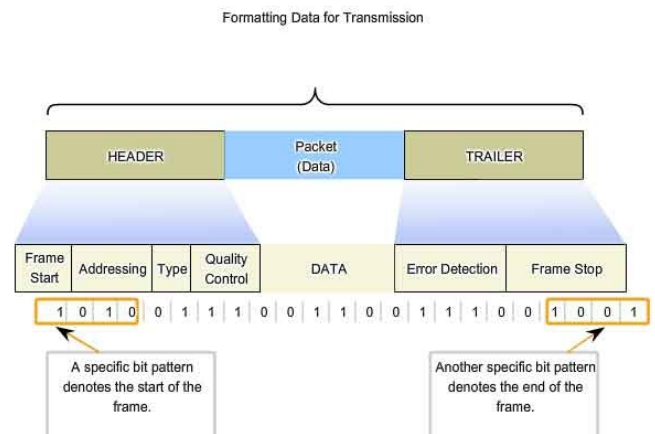 Formatting Data for Transmission
HEADER
Packet
(Data)
TRAILER
Frame
Start
Addressing
Type
Quality
Control
DATA
Error Detection
Frame Stop
1 0 1 0 0 1 1 1 0 0 1 1 0 0 1 1 1 0 0 1 0 0 1
A specific bit pattern
denotes the start of the
frame.
Another specific bit pattern
denotes the end of the
frame.